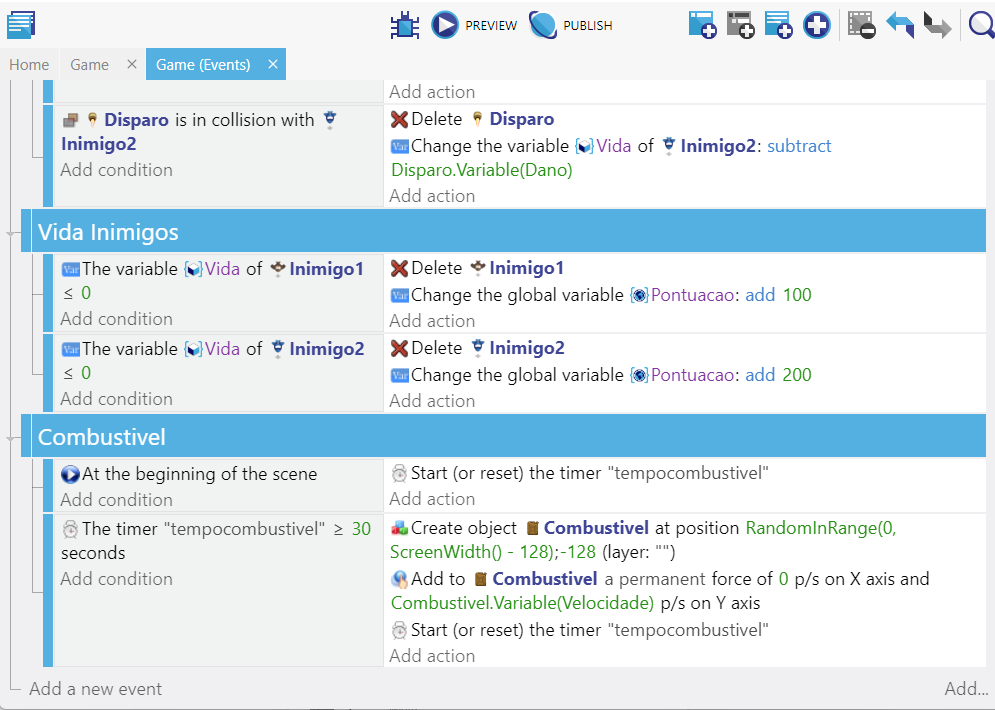 PREVIEW PUBLISH
Home Game × Game (Events) ×
Add action
Disparo is in collision with
Inimigo2
Add condition
Delete Disparo
Var Change the variable Vida of Inimigo2: subtract
Disparo.Variable(Dano)
Add action
Vida Inimigos
Var The variable Vida of Inimigo1
≤ 0
Add condition
Delete Inimigo1
Var Change the global variable Pontuacao: add 100
Add action
Var The variable Vida of Inimigo2
≤ 0
Add condition
Delete Inimigo2
Var Change the global variable Pontuacao: add 200
Add action
Combustivel
At the beginning of the scene
Add condition
Start (or reset) the timer "tempocombustivel"
Add action
The timer "tempocombustivel" ≥ 30
seconds
Add condition
Create object Combustivel at position RandomInRange(0,
ScreenWidth() - 128);-128 (layer: "")
Add to Combustivel a permanent force of 0 p/s on X axis and
Combustivel.Variable(Velocidade) p/s on Y axis
Start (or reset) the timer "tempocombustivel"
Add action
Add a new event Add...